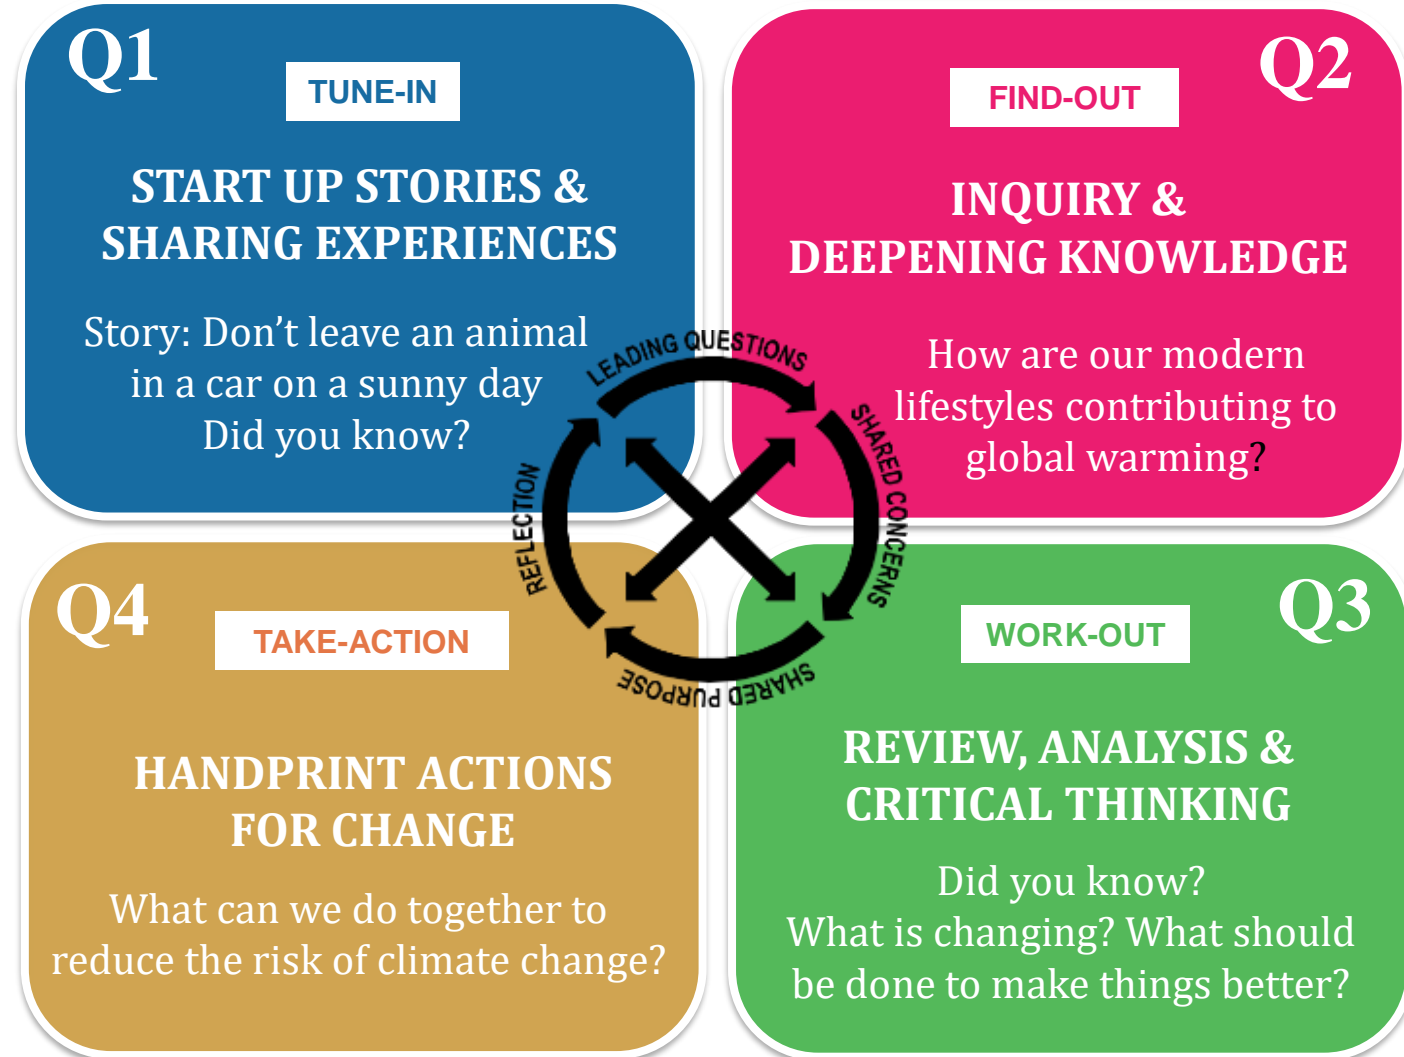 Q1
TUNE-IN
START UP STORIES &
SHARING EXPERIENCES
Story: Don’t leave an animal
in a car on a sunny day
Did you know?
Q2
FIND-OUT
INQUIRY &
DEEPENING KNOWLEDGE
How are our modern
lifestyles contributing to
global warming?
LEADING QUESTIONS
SHARED CONCERNS
SHARED PURPOSE
REFLECTION
Q4
TAKE-ACTION
HANDPRINT ACTIONS
FOR CHANGE
What can we do together to
reduce the risk of climate change?
Q3
WORK-OUT
REVIEW, ANALYSIS &
CRITICAL THINKING
Did you know?
What is changing? What should
be done to make things better?